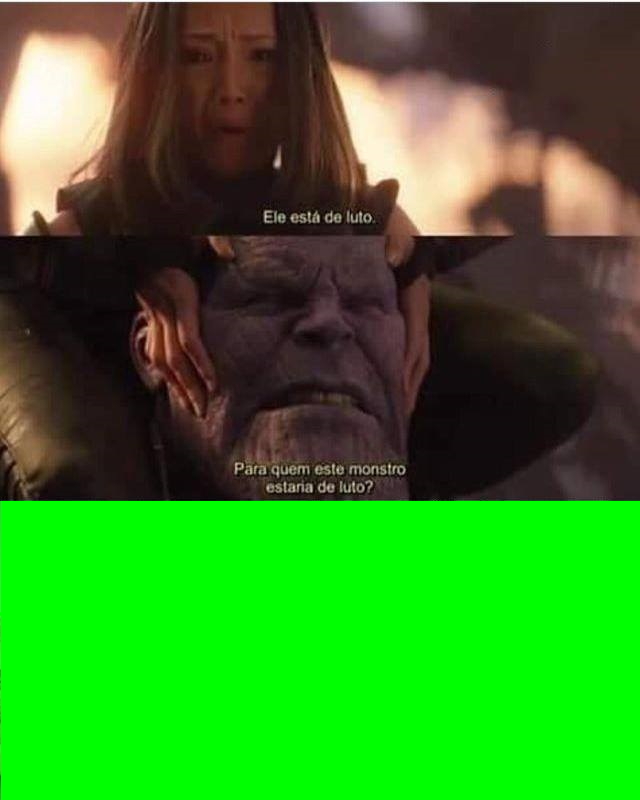 Ele está de luto.
Para quem este monstro
estaria de luto?